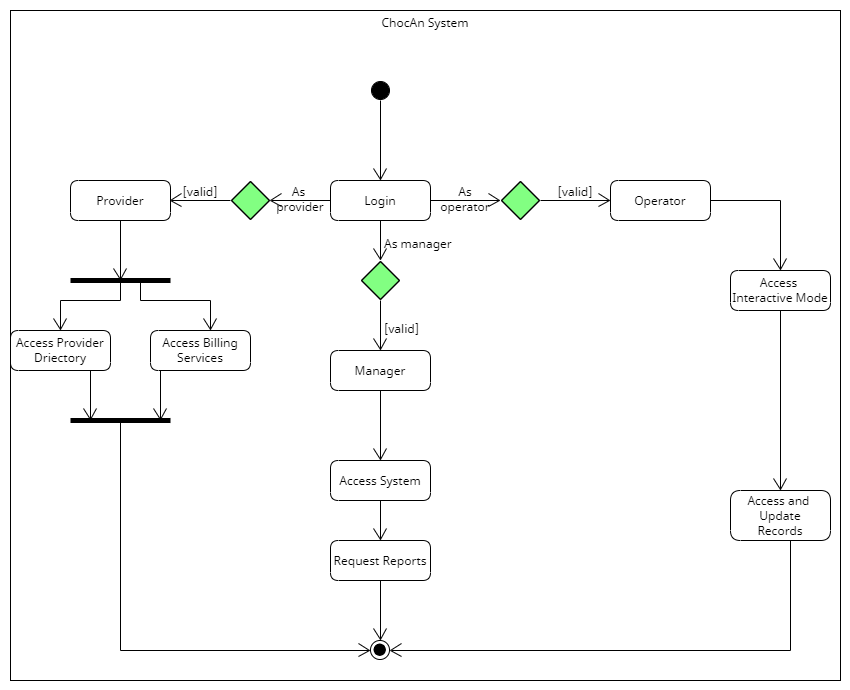 ChocAn System
Provider
[valid]
As
provider
Login
As
operator
[valid]
Operator
As manager
Access
Interactive Mode
[valid]
Access Provider
Driectory
Access Billing
Services
Manager
Access System
Access and
Update
Records
Request Reports